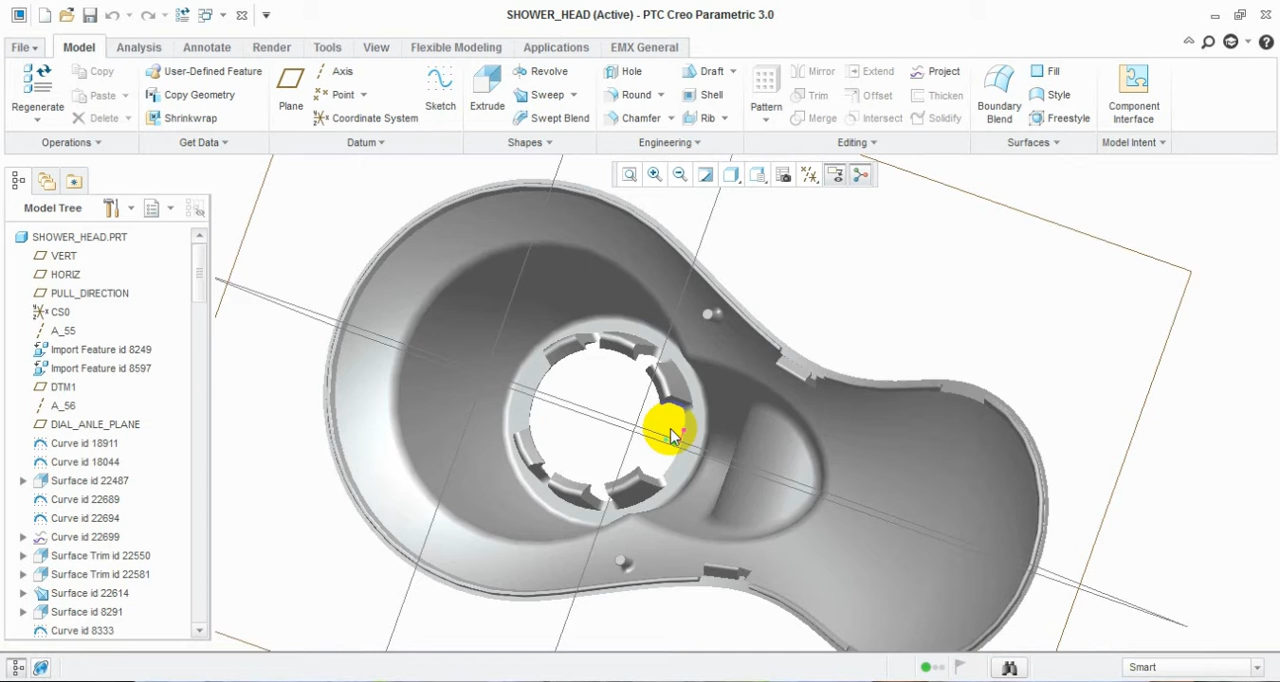 SHOWER_HEAD (Active) - PTC Creo Parametric 3.0
File Model Analysis Annotate Render Tools View Flexible Modeling Applications EMX General
Regenerate
Copy
Paste
Delete
Operations
User-Defined Feature
Copy Geometry
Shrinkwrap
Get Data
Plane
Axis
Point
Coordinate System
Sketch
Datum
Extrude
Revolve
Sweep
Swept Blend
Shapes
Hole
Round
Chamfer
Draft
Shell
Rib
Engineering
Pattern
Mirror
Trim
Merge
Extend
Offset
Intersect
Project
Thicken
Solidify
Editing
Boundary
Blend
Fill
Style
Freestyle
Surfaces
Component
Interface
Model Intent
Model Tree
SHOWER_HEAD.PRT
VERT
HORIZ
PULL_DIRECTION
CS0
A_55
Import Feature id 8249
Import Feature id 8597
DTM1
A_56
DIAL_ANLE_PLANE
Curve id 18911
Curve id 18044
Surface id 22487
Curve id 22689
Curve id 22694
Curve id 22699
Surface Trim id 22550
Surface Trim id 22581
Surface id 22614
Surface id 8291
Curve id 8333
Smart